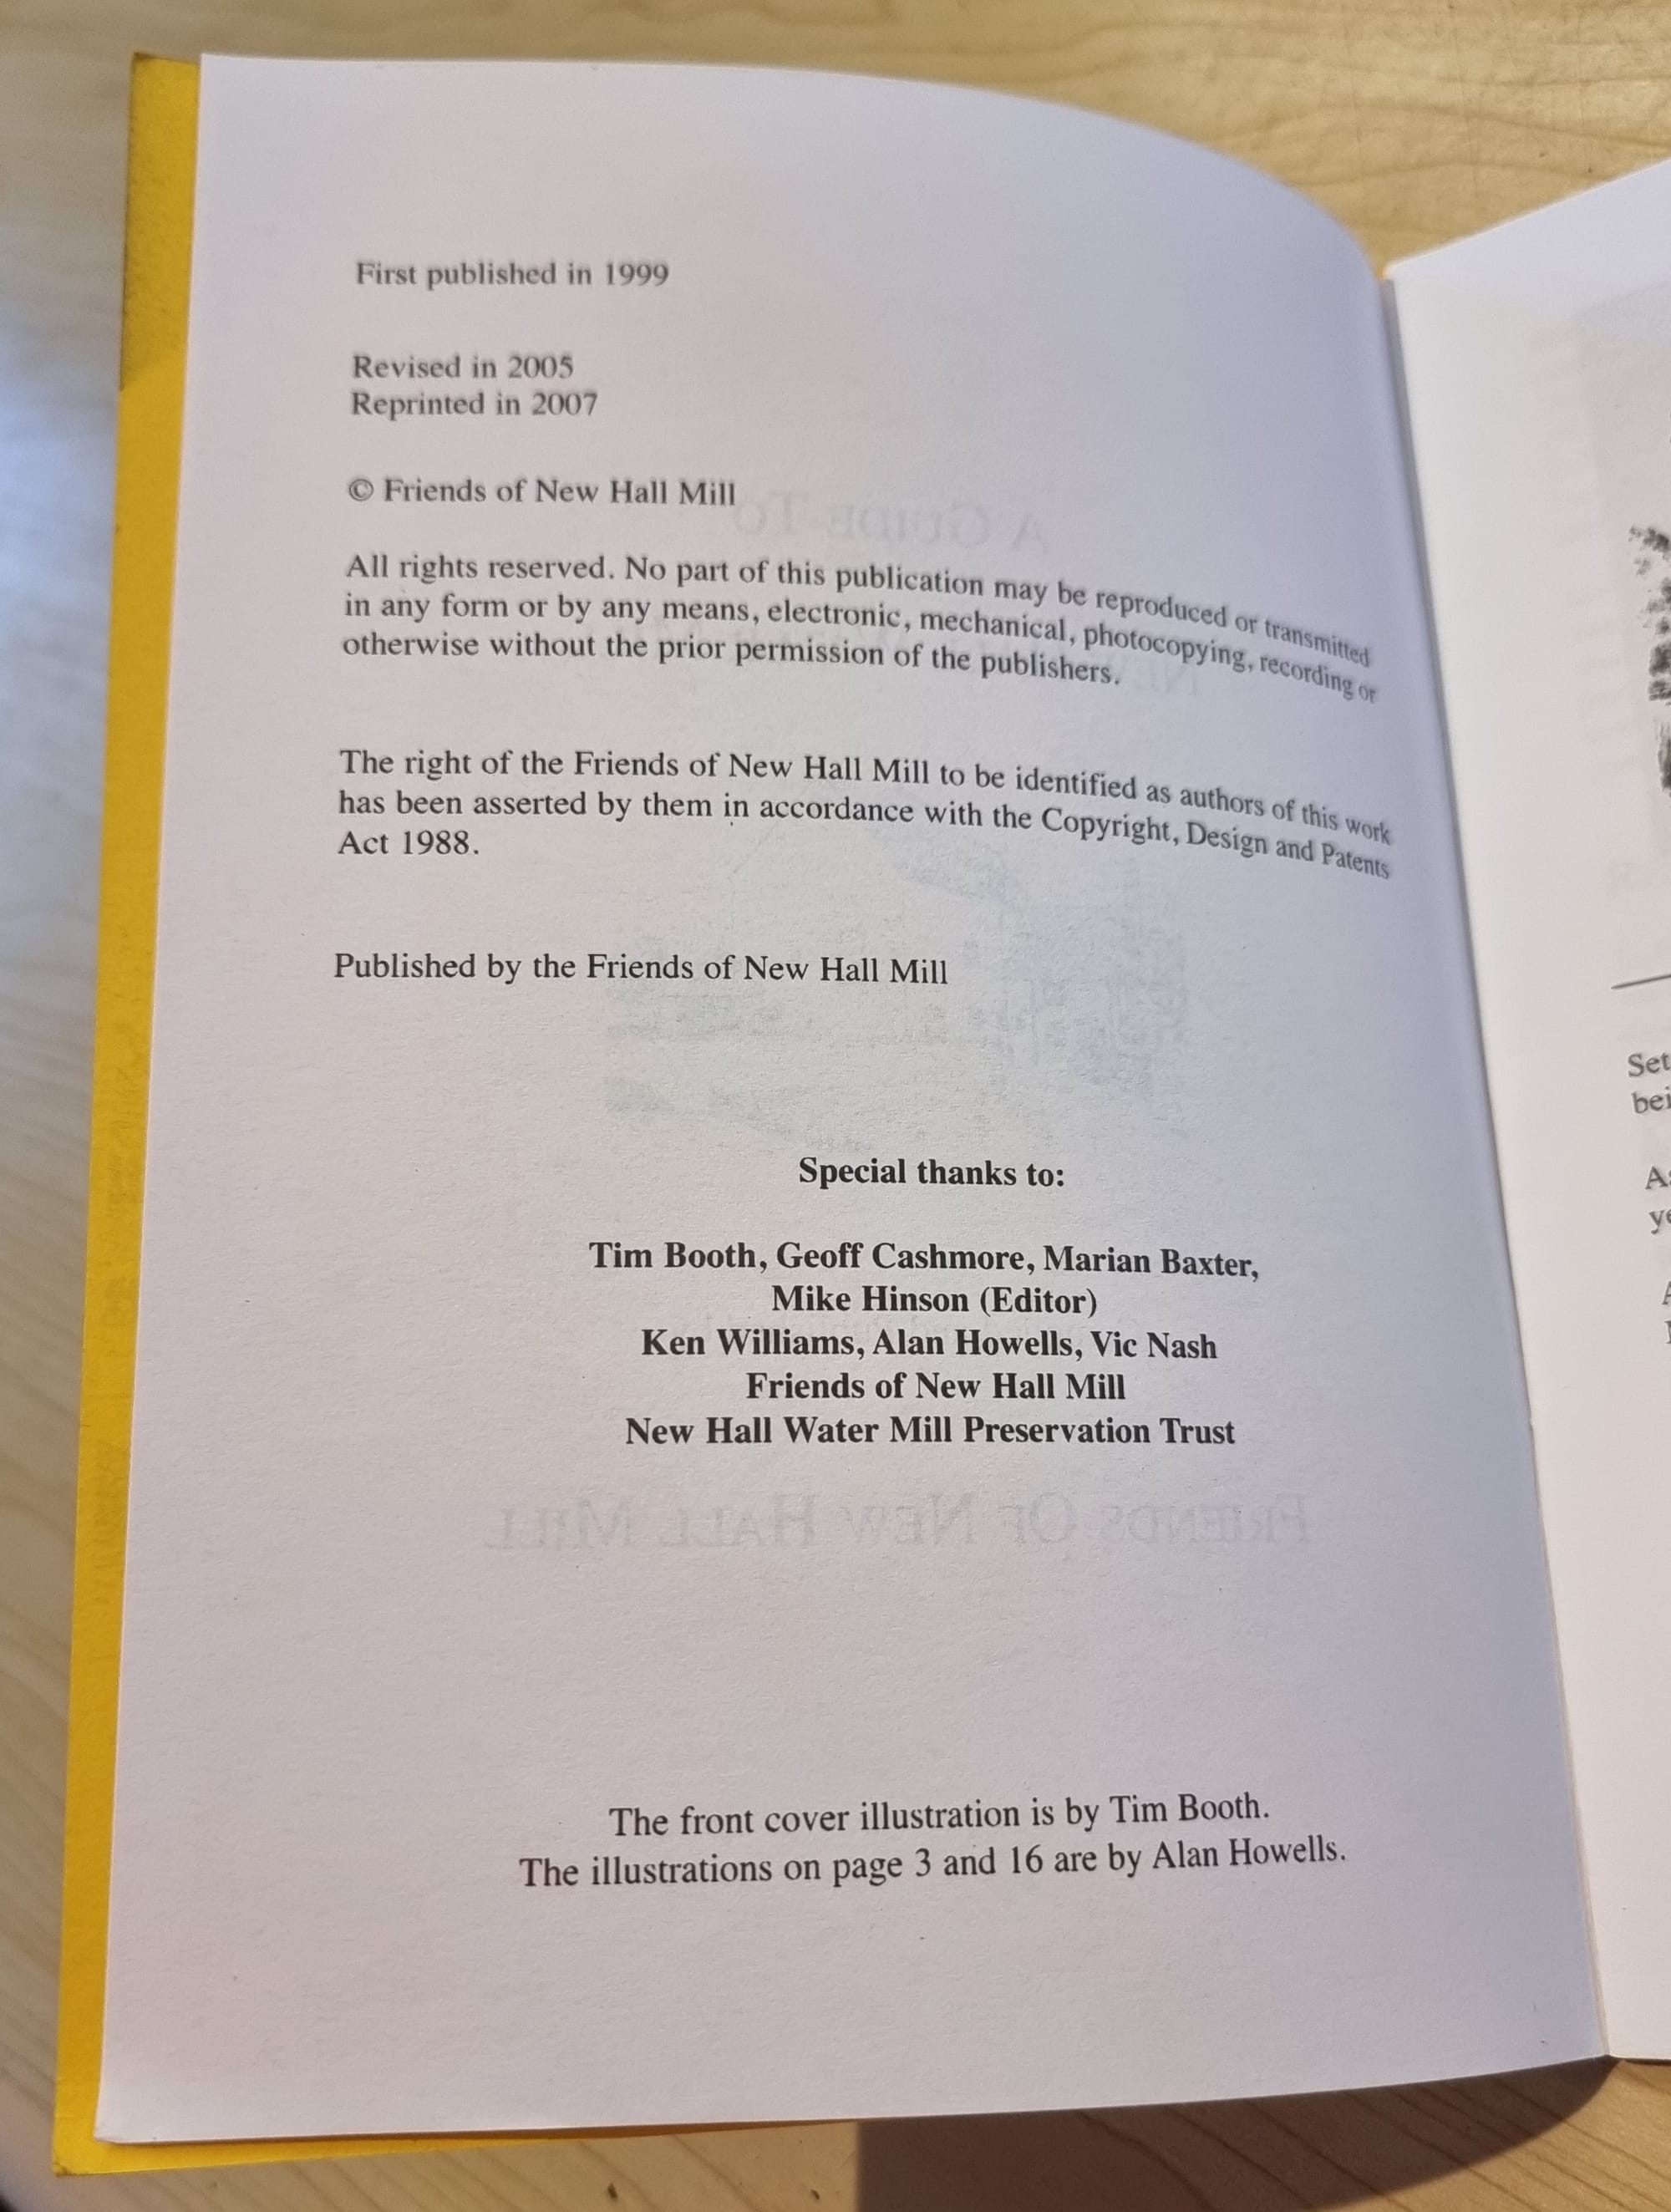 First published in 1999
Revised in 2005
Reprinted in 2007
© Friends of New Hall Mill
All rights reserved. No part of this publication may be reproduced or transmitted
in any form or by any means, electronic, mechanical, photocopying, recording or
otherwise without the prior permission of the publishers.
The right of the Friends of New Hall Mill to be identified as authors of this work
has been asserted by them in accordance with the Copyright, Design and Patents
Act 1988.
Published by the Friends of New Hall Mill
Special thanks to:
Tim Booth, Geoff Cashmore, Marian Baxter,
Mike Hinson (Editor)
Ken Williams, Alan Howells, Vic Nash
Friends of New Hall Mill
New Hall Water Mill Preservation Trust
FRIENDS OF NEW HALL MILL
The front cover illustration is by Tim Booth.
The illustrations on page 3 and 16 are by Alan Howells.